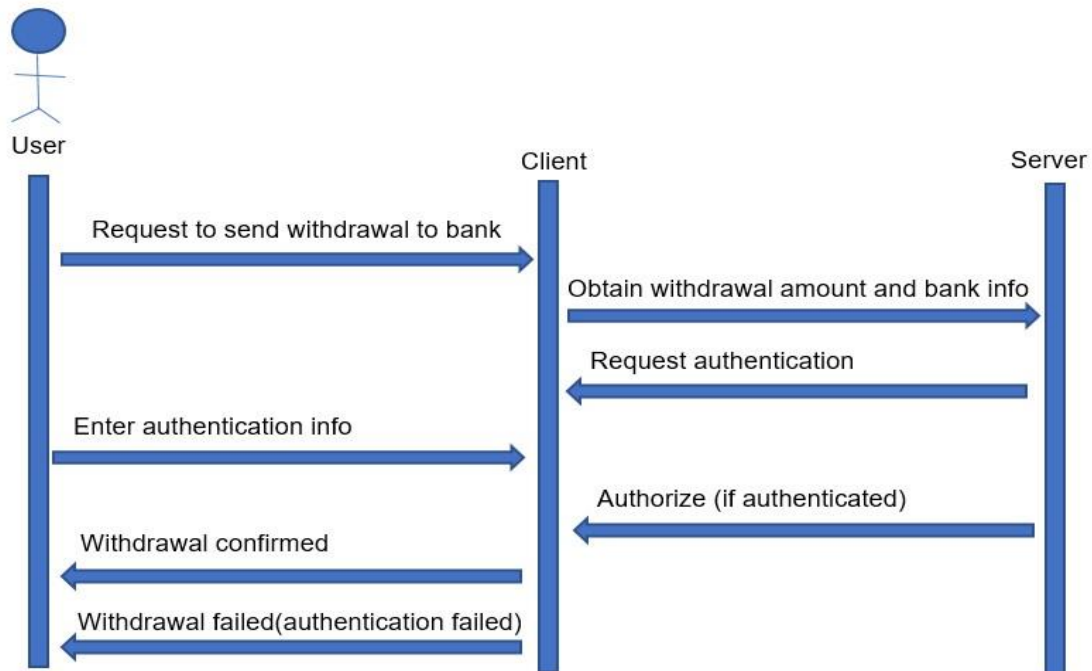 User
Client
Server
Request to send withdrawal to bank
Obtain withdrawal amount and bank info
Request authentication
Enter authentication info
Authorize (if authenticated)
Withdrawal confirmed
Withdrawal failed(authentication failed)